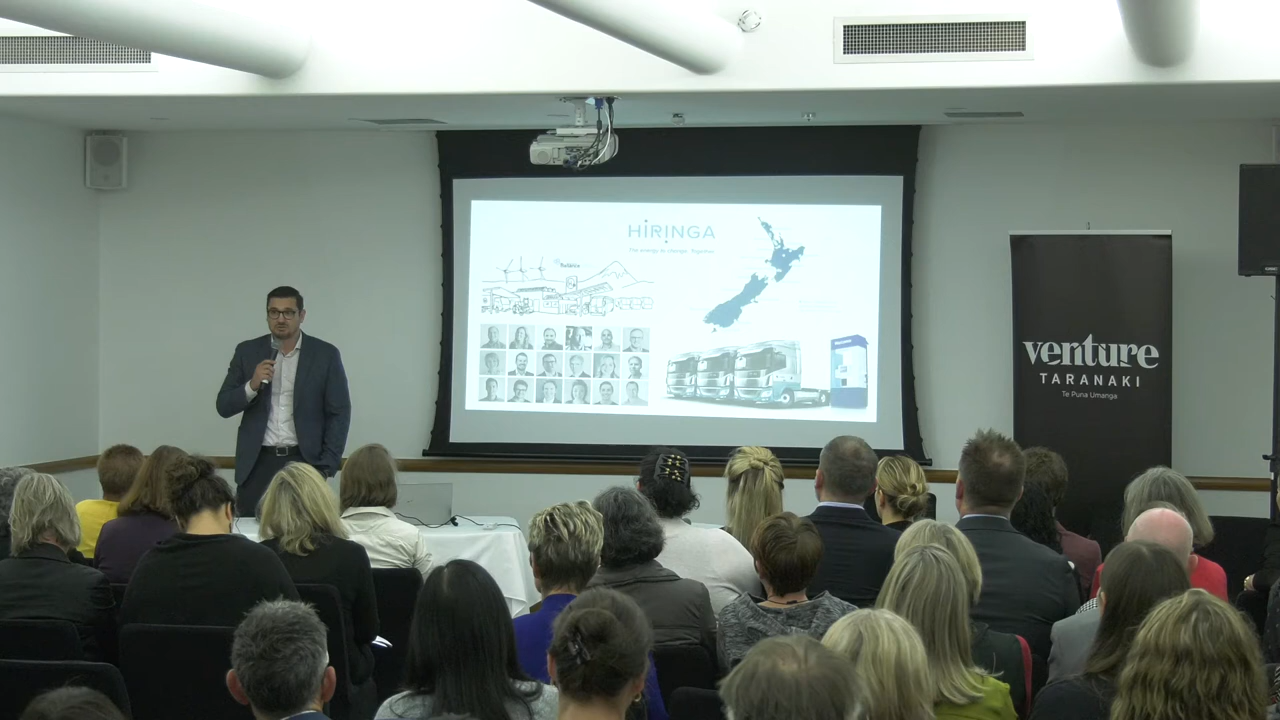 HIRINGA
The energy to change. Together.
venture
TARANAKI
Te Puna Umanga